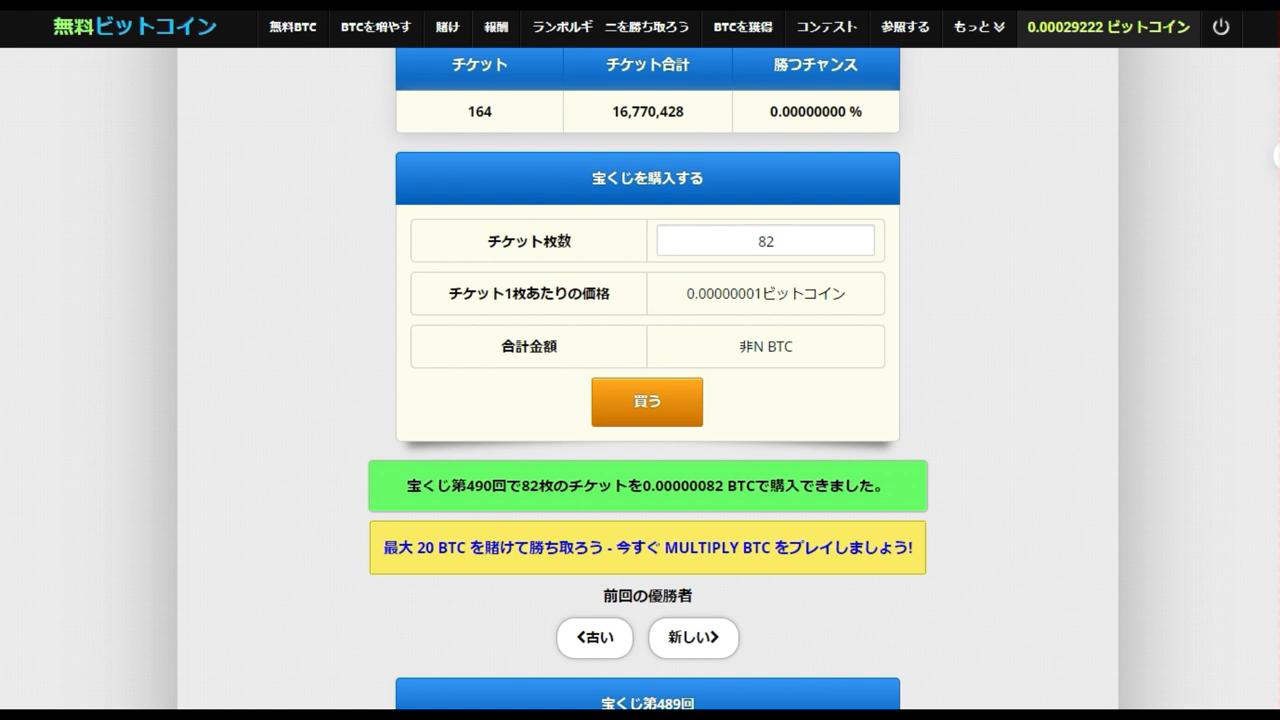 無料ビットコイン 無料BTC BTCを増やす 賭け 報酬 ランボルギーニを勝ち取ろう BTCを獲得 コンテスト 参照する もっと 0.00029222 ビットコイン
チケット チケット合計 勝つチャンス
164 16,770,428 0.00000000 %
宝くじを購入する
チケット枚数 82
チケット1枚あたりの価格 0.00000001ビットコイン
合計金額 非N BTC
買う
宝くじ第490回で82枚のチケットを0.00000082 BTCで購入できました。
最大 20 BTC を賭けて勝ち取ろう - 今すぐ MULTIPLY BTC をプレイしましょう!
前回の優勝者
古い 新しい
宝くじ第489回